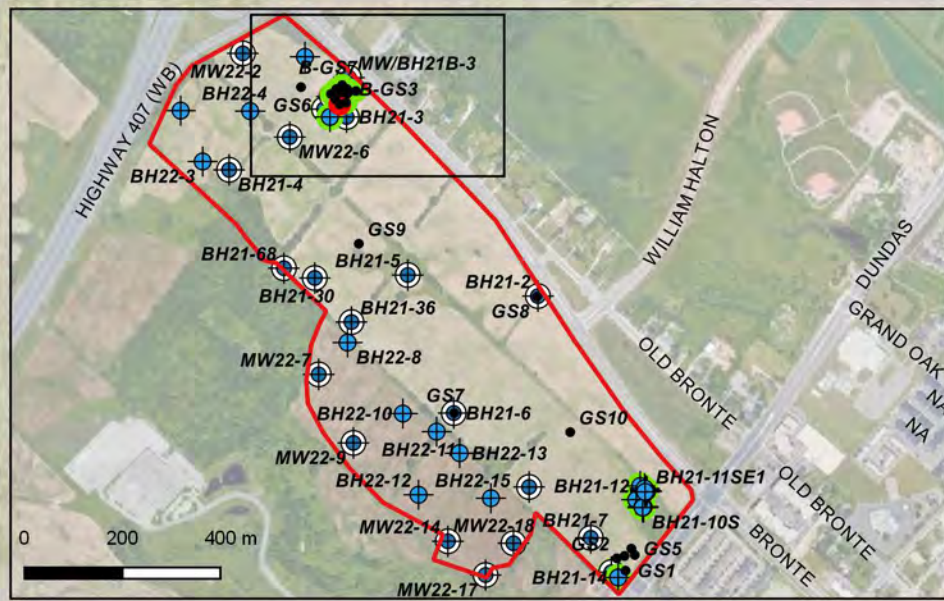 HIGHWAY 407 (WB)
MW22-2
B-GS7
MW/BH21B-3
BH22-4
GS6
B-GS3
BH21-3
MW22-6
BH22-3
BH21-4
WILLIAM HALTON
GS9
DUNDAS
BH21-68
BH21-5
BH21-2
BH21-30
GS8
BH21-36
GRAND OAK
BH22-8
OLD BRONTE
MW22-7
GS7
BH22-10
BH21-6
GS10
NA
NA
BH22-11
MW22-9
BH22-13
BH22-12
BH22-15
BH21-12
BH21-11SE1
OLD BRONTE
BH21-10S
MW22-14
MW22-18
BH21-7
BRONTE
GS2
GS5
BH21-14
GS1
MW22-17
0 200 400 m